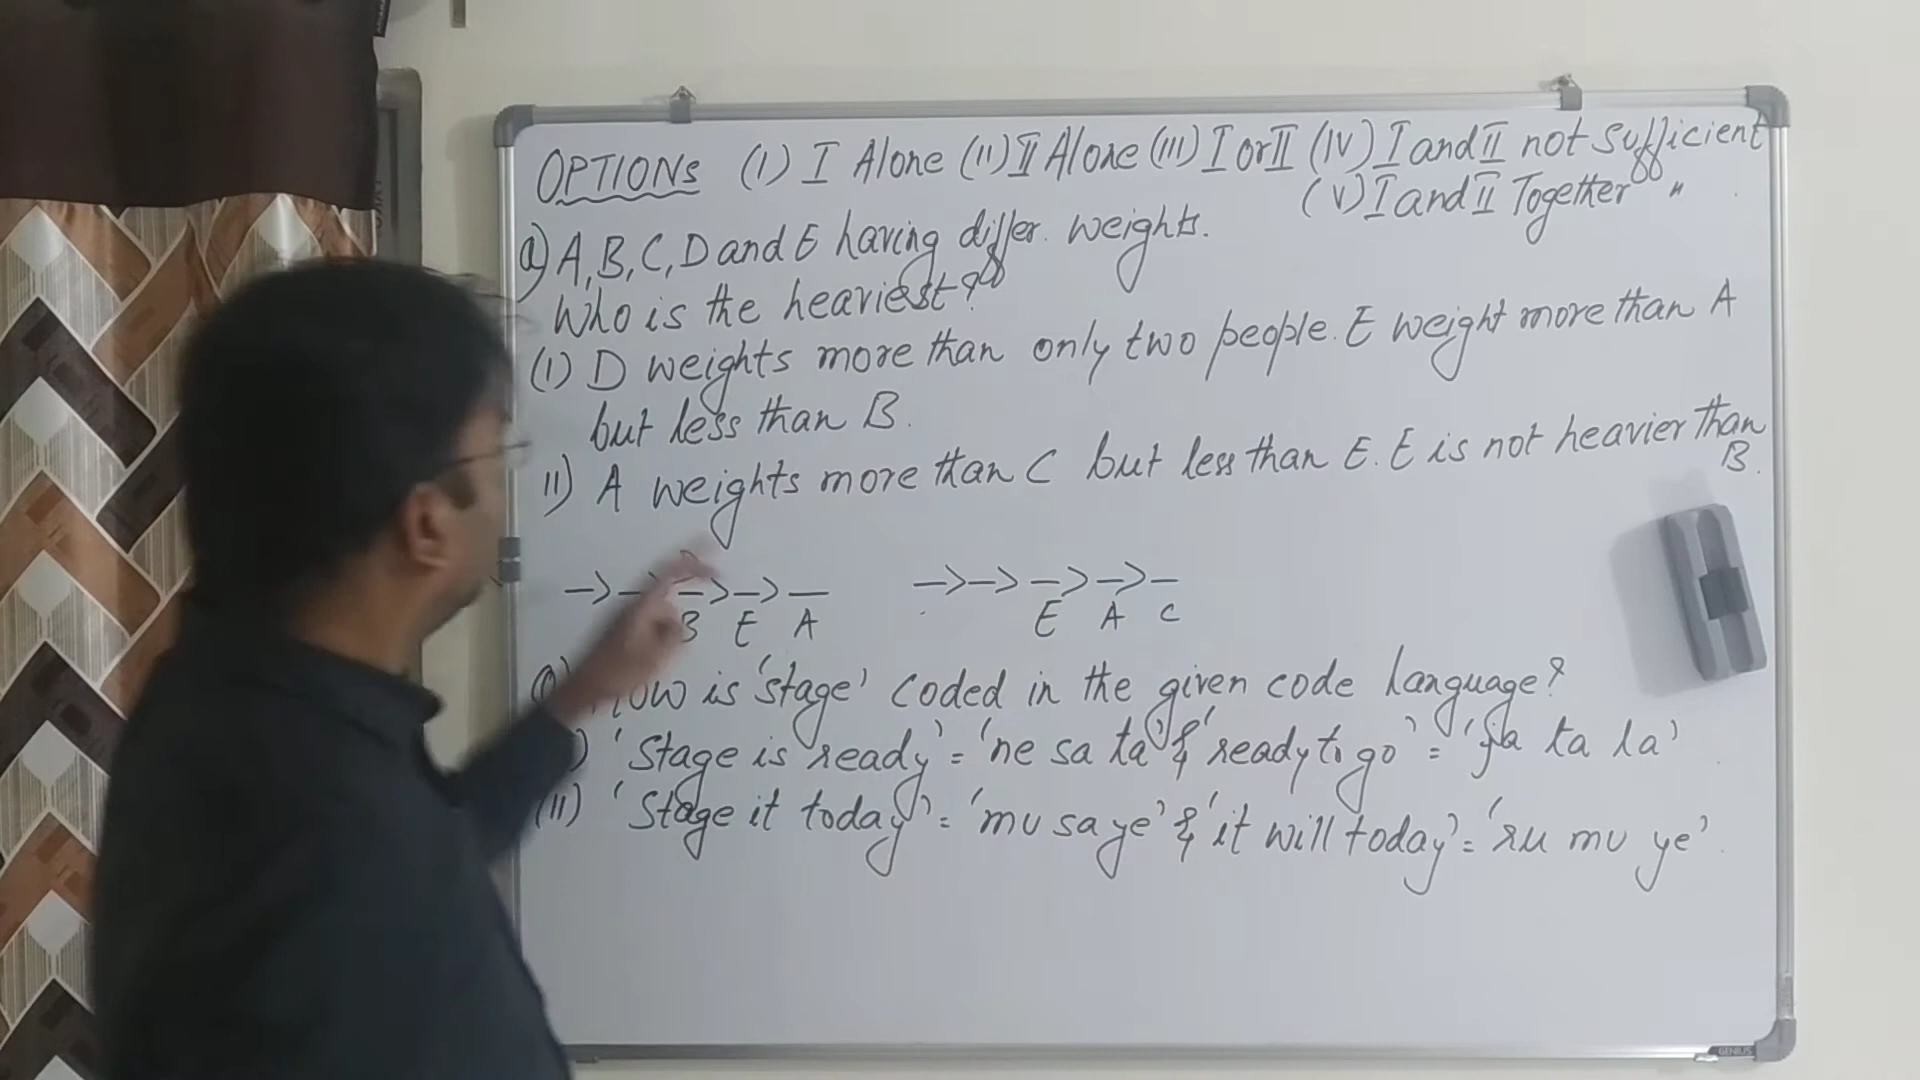 OPTIONS (I) I Alone (II) II Alone (III) I or II (IV) I and II not sufficient
(V) I and II Together "
Q) A, B, C, D and E having differ. weights.
Who is the heaviest?
(I) D weights more than only two people. E weight more than A
but less than B.
II) A weights more than C but less than E. E is not heavier than
B.
_>_>_>_>_ _>_>_>_>_
D
B E A E A C
Q) How is 'stage' coded in the given code language?
) 'Stage is ready' = 'ne sa ta' & 'ready to go' = 'ja ta la'
(II) 'Stage it today' = 'mu sa ye' & 'it will today' = 'ru mu ye'
GENIUS